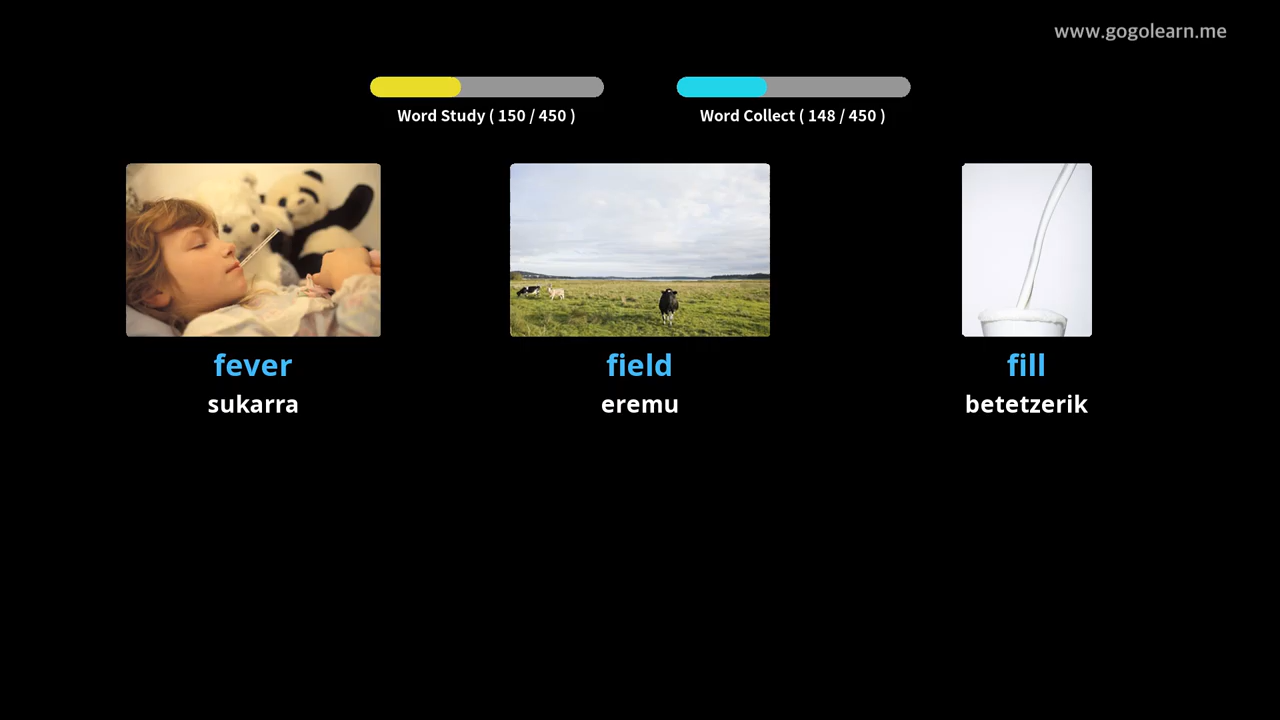 www.gogolearn.me
Word Study ( 150 / 450 )
Word Collect ( 148 / 450 )
fever
field
fill
sukarra
eremu
betetzerik